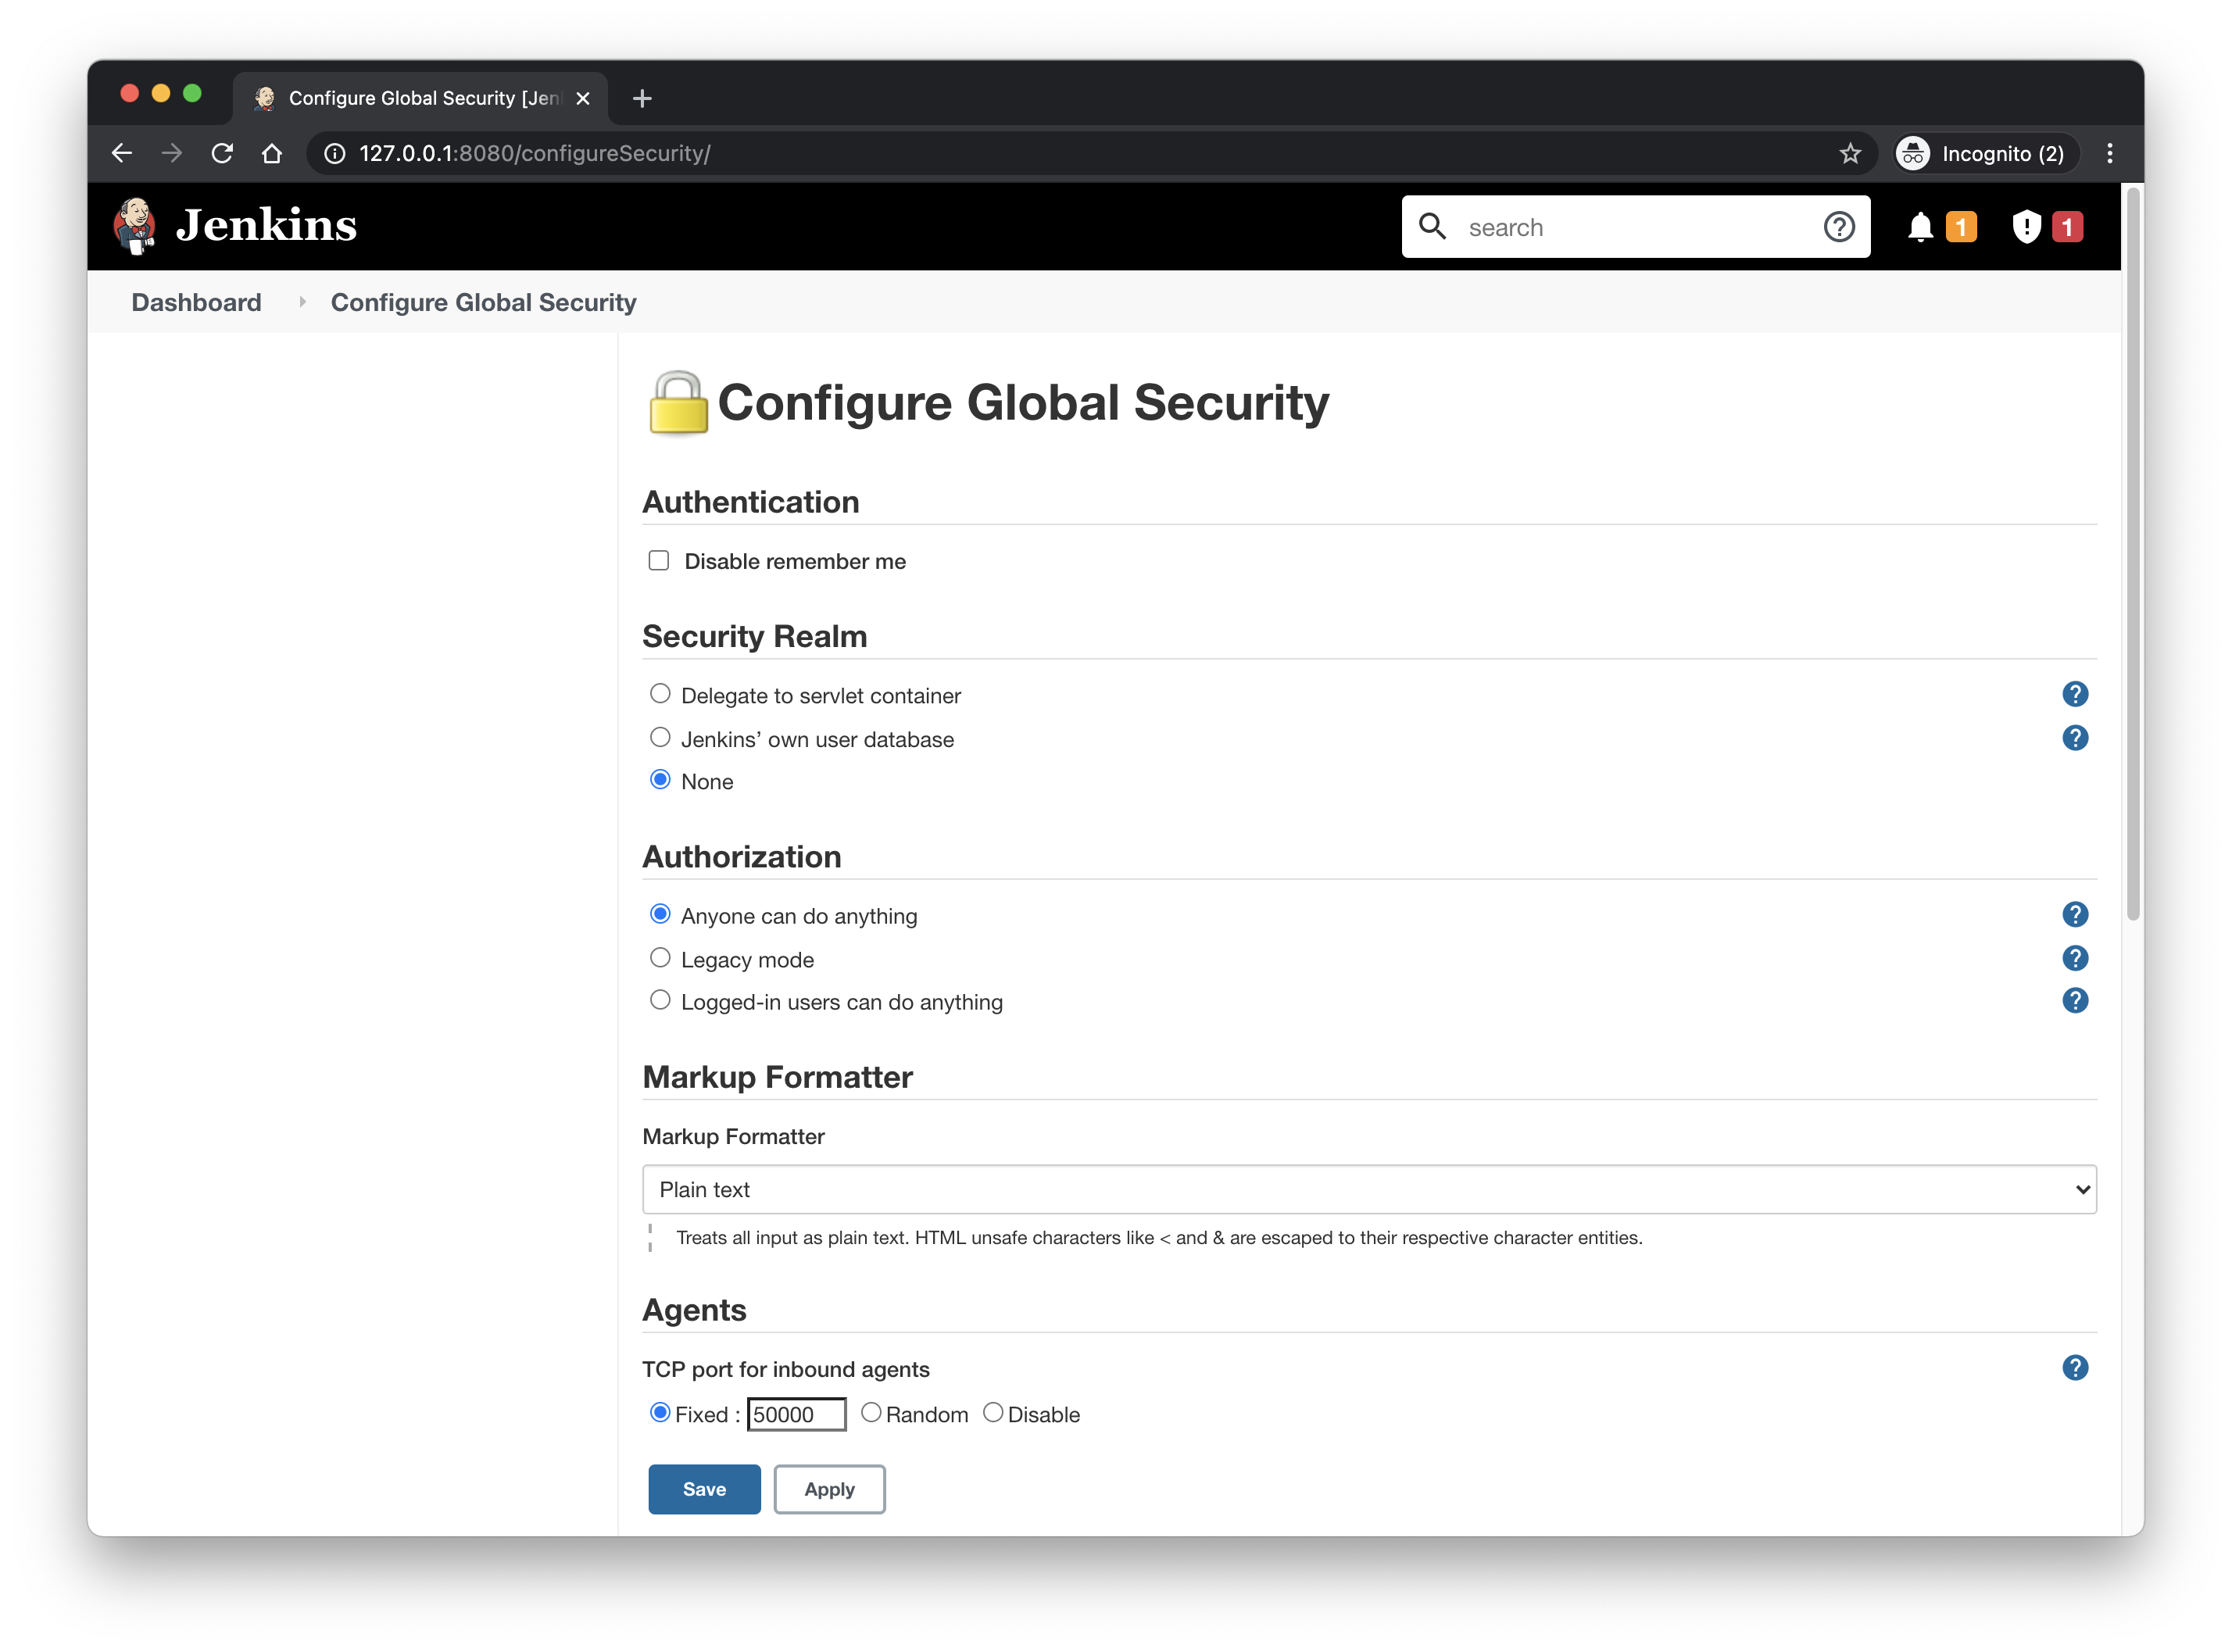 Configure Global Security [Jen
127.0.0.1:8080/configureSecurity/
Incognito (2)
Jenkins
search
1
1
Dashboard
Configure Global Security
Configure Global Security
Authentication
Disable remember me
Security Realm
Delegate to servlet container
Jenkins’ own user database
None
Authorization
Anyone can do anything
Legacy mode
Logged-in users can do anything
Markup Formatter
Markup Formatter
Plain text
Treats all input as plain text. HTML unsafe characters like < and & are escaped to their respective character entities.
Agents
TCP port for inbound agents
Fixed : 50000 Random Disable
Save Apply